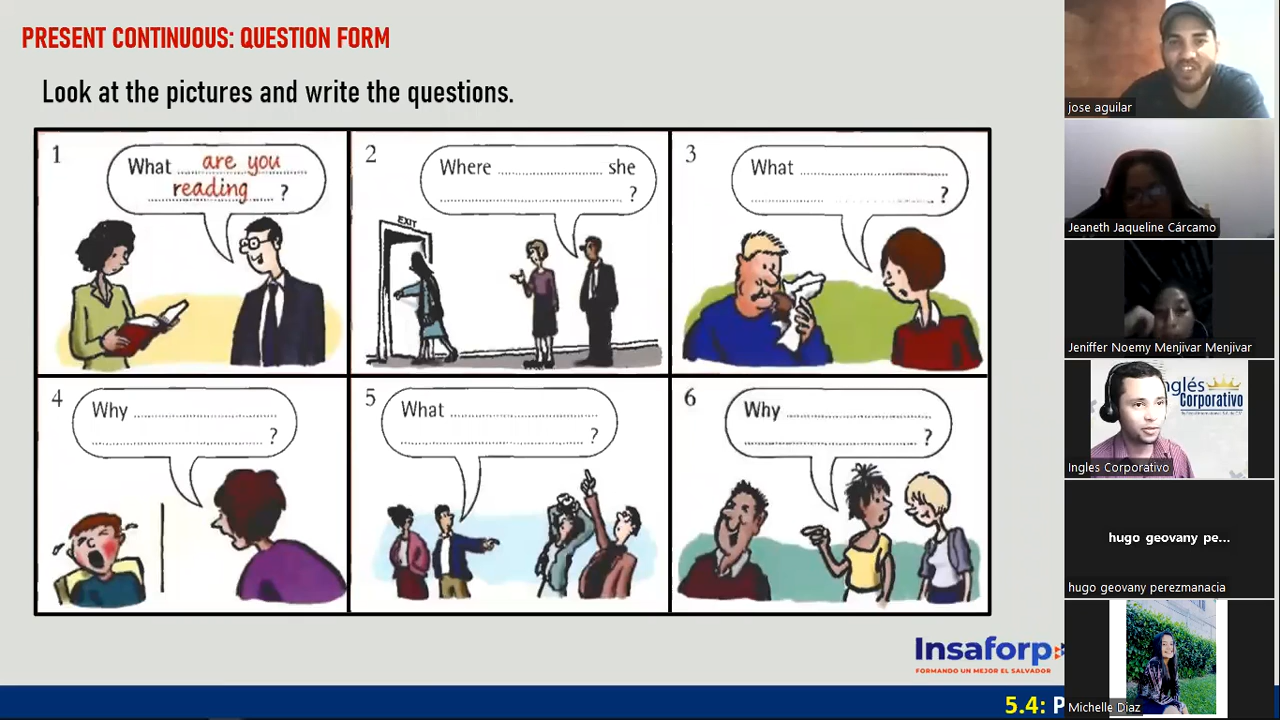 PRESENT CONTINUOUS: QUESTION FORM
Look at the pictures and write the questions.
1
What are you
reading ?
2
Where she
?
EXIT
3
What
?
4
Why
?
5
What
?
6
Why
?
Insaforp
FORMANDO UN MEJOR EL SALVADOR
5.4: P
jose aguilar
Jeaneth Jaqueline Cárcamo
Jeniffer Noemy Menjivar Menjivar
nglés
Corporativo
Ingles Corporativo
hugo geovany pe...
hugo geovany perezmanacia
Michelle Diaz